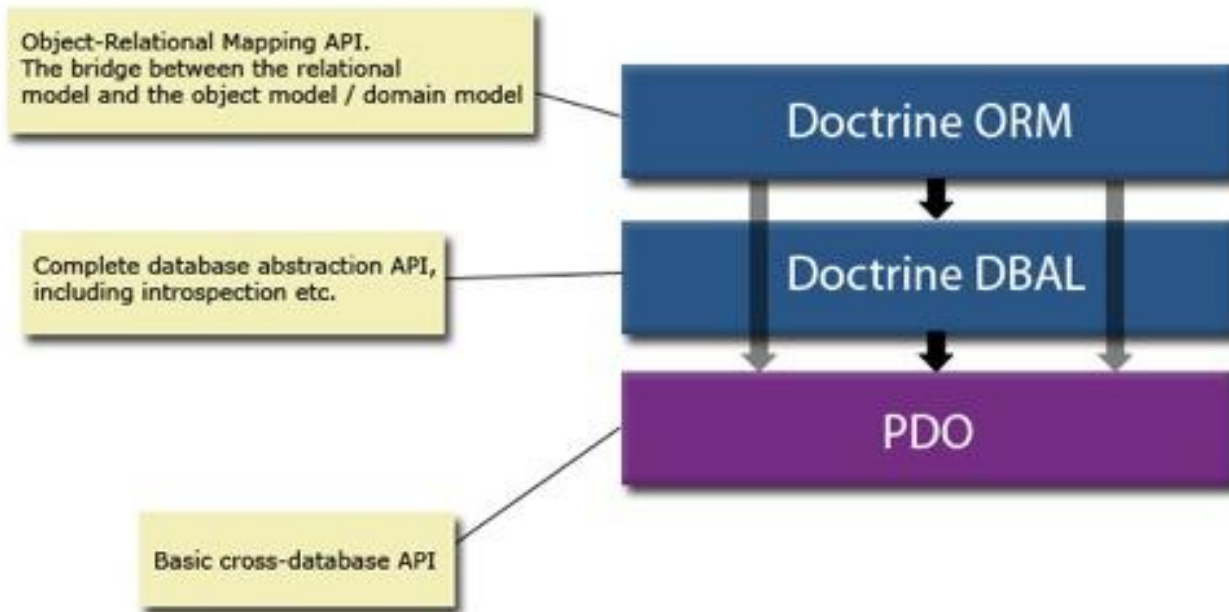 Object-Relational Mapping API.
The bridge between the relational
model and the object model / domain model
Doctrine ORM
Complete database abstraction API,
including introspection etc.
Doctrine DBAL
PDO
Basic cross-database API